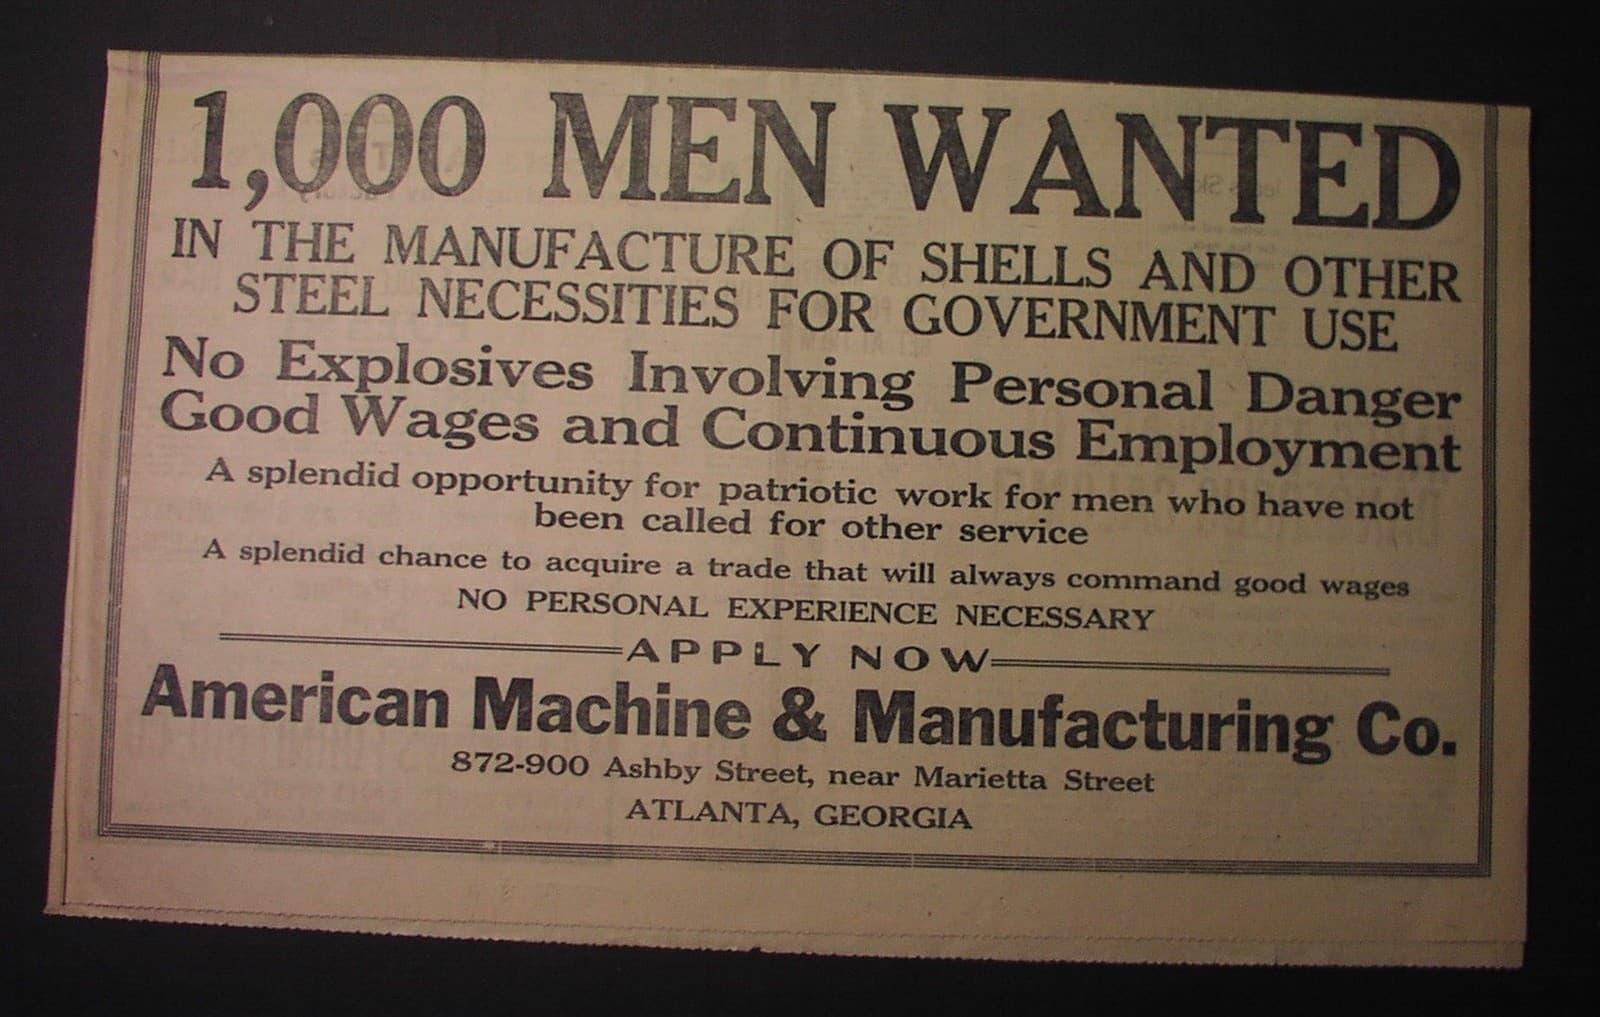 1,000 MEN WANTED
IN THE MANUFACTURE OF SHELLS AND OTHER
STEEL NECESSITIES FOR GOVERNMENT USE
No Explosives Involving Personal Danger
Good Wages and Continuous Employment
A splendid opportunity for patriotic work for men who have not
been called for other service
A splendid chance to acquire a trade that will always command good wages
NO PERSONAL EXPERIENCE NECESSARY
APPLY NOW
American Machine & Manufacturing Co.
872-900 Ashby Street, near Marietta Street
ATLANTA, GEORGIA